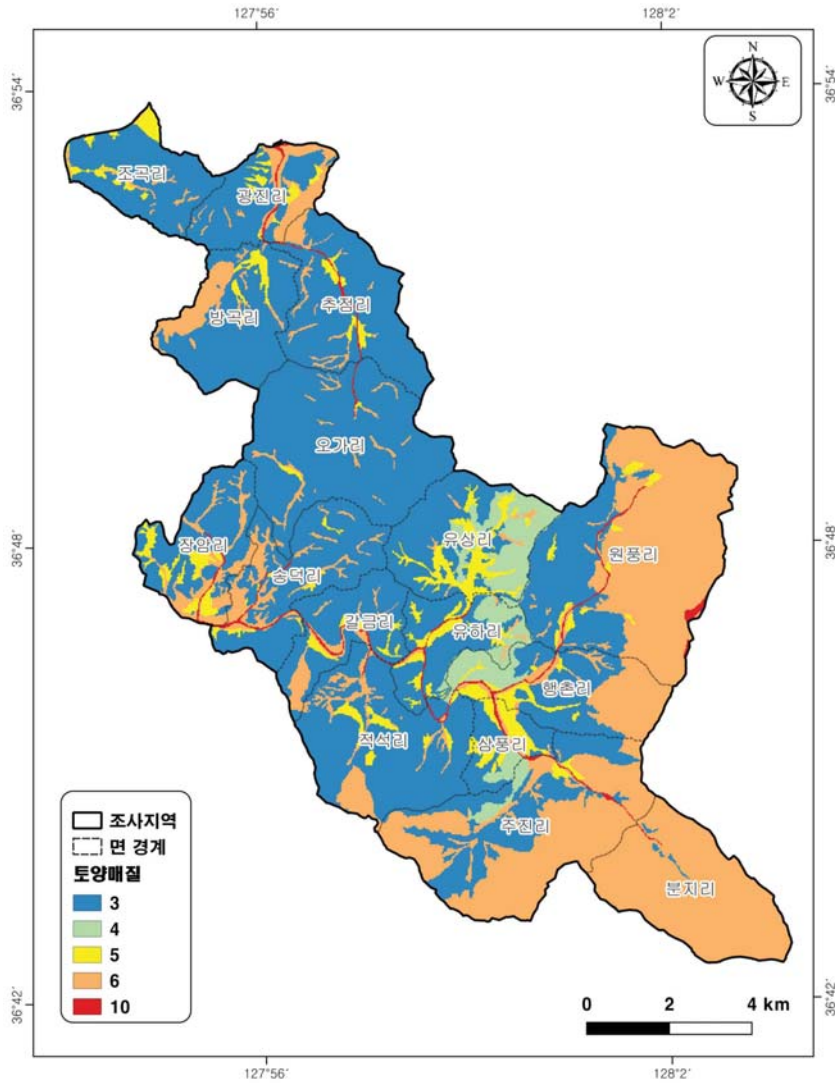 127°56´
128°2´
36°54´
36°54´
N
W
E
S
조곡리
광진리
방곡리
추점리
오가리
장암리
송덕리
유상리
원풍리
갈금리
유하리
행촌리
적석리
삼풍리
주진리
분지리
36°48´
36°48´
조사지역
면 경계
토양매질
3
4
5
6
10
0 2 4 km
36°42´
36°42´
127°56´
128°2´